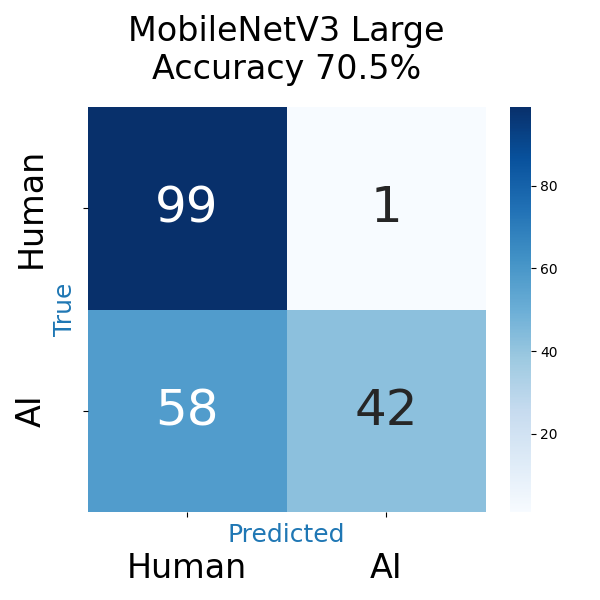 MobileNetV3 Large
Accuracy 70.5%
Human
99
1
80
60
True
40
AI
58
42
20
Predicted
Human
AI